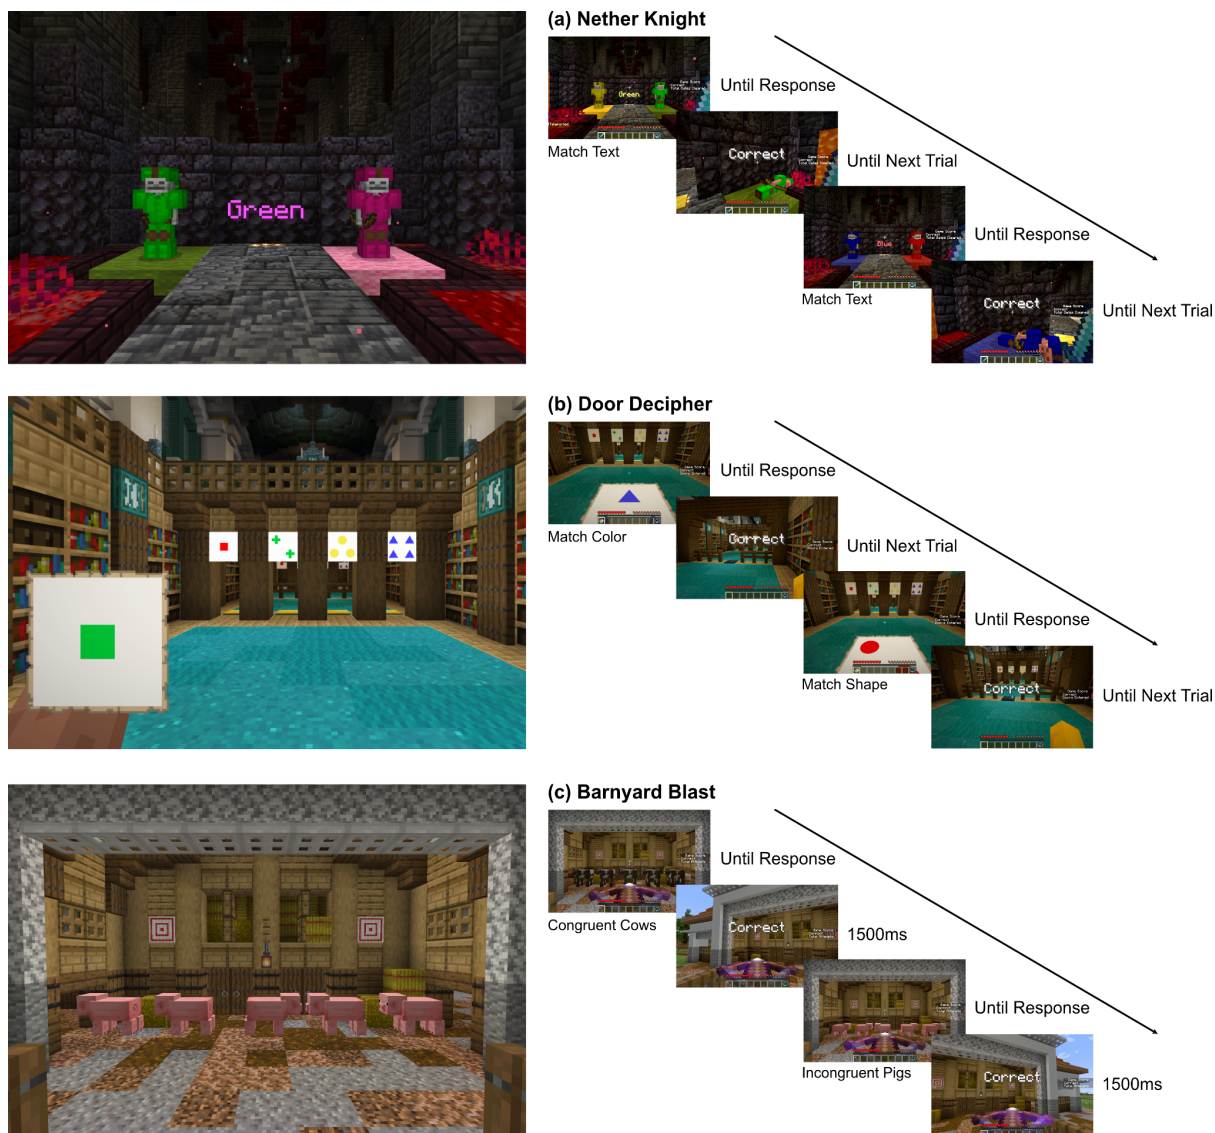 (a) Nether Knight
Green
Green
Until Response
Match Text
Correct
Until Next Trial
Blue
Until Response
Match Text
Correct
Until Next Trial
(b) Door Decipher
Until Response
Match Color
Correct
Until Next Trial
Until Response
Match Shape
Correct
Until Next Trial
(c) Barnyard Blast
Until Response
Congruent Cows
Correct
1500ms
Until Response
Incongruent Pigs
Correct
1500ms